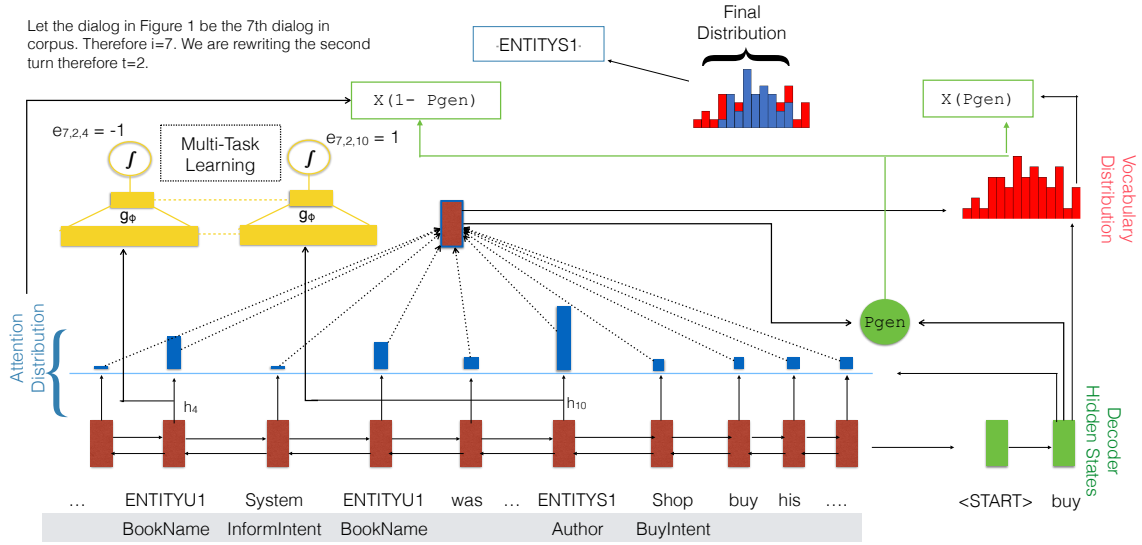 Let the dialog in Figure 1 be the 7th dialog in
corpus. Therefore i=7. We are rewriting the second
turn therefore t=2.
Final
Distribution
ENTITYS1
X(1- Pgen)
X(Pgen)
e7,2,4 = -1
Multi-Task
Learning
e7,2,10 = 1
∫
∫
gϕ
gϕ
Vocabulary
Distribution
Pgen
Attention
Distribution
h4
h10
Decoder
Hidden States
… ENTITYU1 System ENTITYU1 was … ENTITYS1 Shop buy his …. <START> buy
BookName InformIntent BookName Author BuyIntent